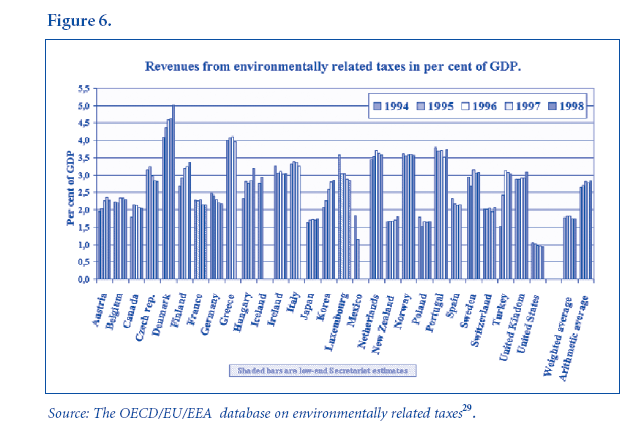 Figure 6.
Revenues from environmentally related taxes in per cent of GDP.
1994 1995 1996 1997 1998
Per cent of GDP
5,5
5,0
4,5
4,0
3,5
3,0
2,5
2,0
1,5
1,0
0,5
0,0
Austria
Belgium
Canada
Czech rep.
Denmark
Finland
France
Germany
Greece
Hungary
Iceland
Ireland
Italy
Japan
Korea
Luxembourg
Mexico
Netherlands
New Zealand
Norway
Poland
Portugal
Spain
Sweden
Switzerland
Turkey
United Kindom
United States
Weighted average
Arithmetic average
Shaded bars are low-end Secretariat estimates
Source: The OECD/EU/EEA database on environmentally related taxes29.